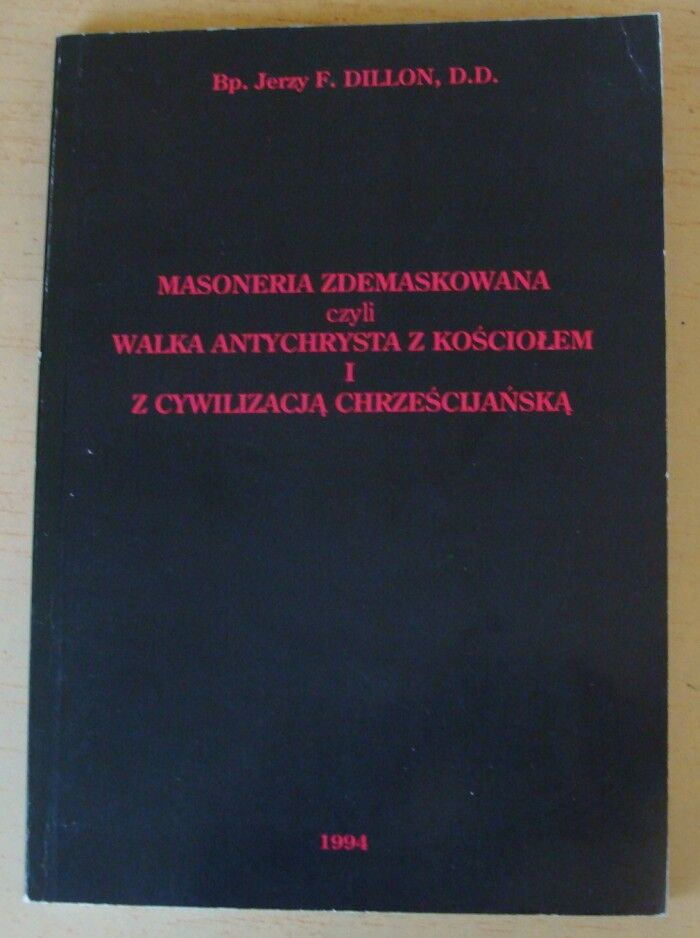 Bp. Jerzy F. DILLON, D.D.
MASONERIA ZDEMASKOWANA
czyli
WALKA ANTYCHRYSTA Z KOŚCIOŁEM
I
Z CYWILIZACJĄ CHRZEŚCIJAŃSKĄ
1994